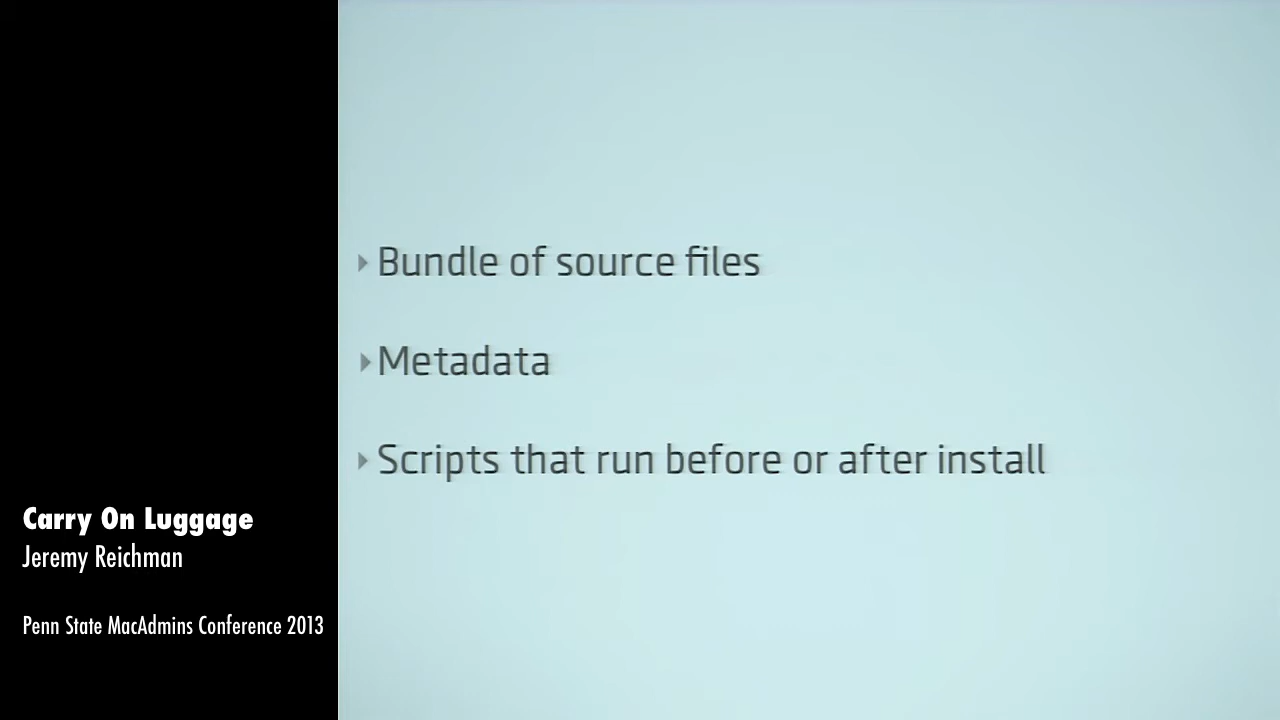 Bundle of source files
Metadata
Scripts that run before or after install
Carry On Luggage
Jeremy Reichman
Penn State MacAdmins Conference 2013